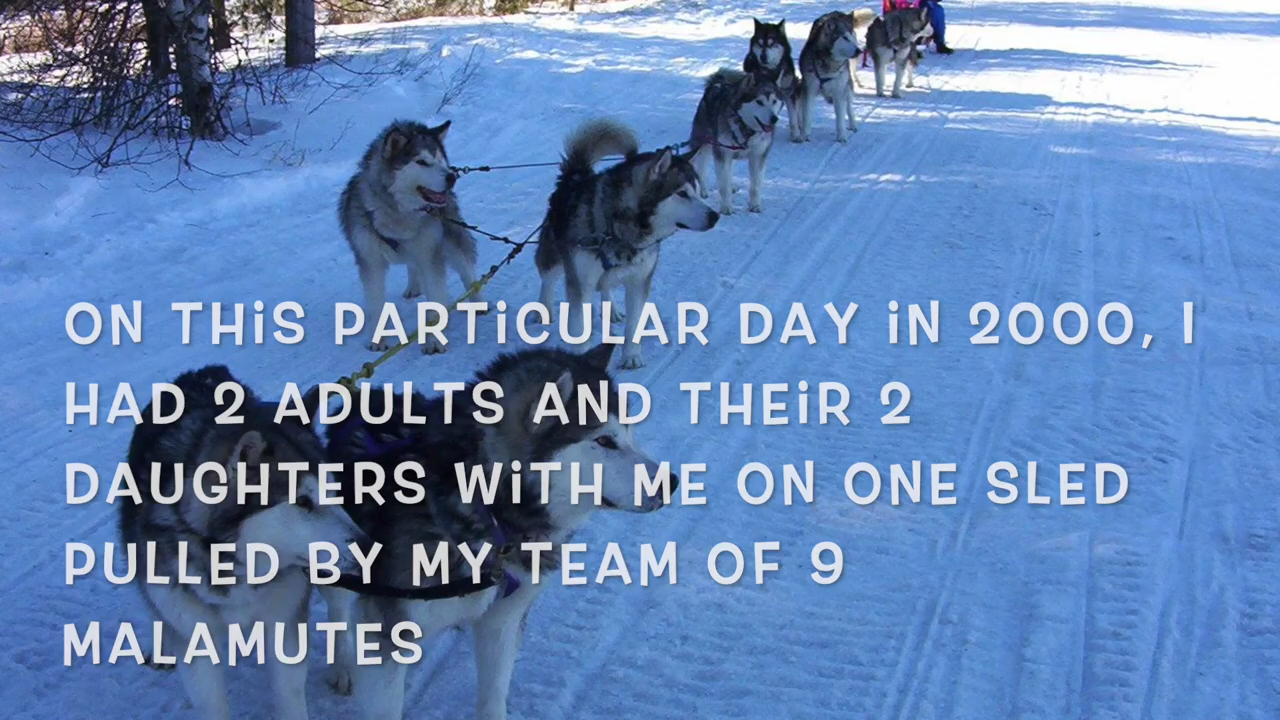 ON THiS PARTiCULAR DAY iN 2000, I
HAD 2 ADULTS AND THEiR 2
DAUGHTERS WiTH ME ON ONE SLED
PULLED BY MY TEAM OF 9
MALAMUTES